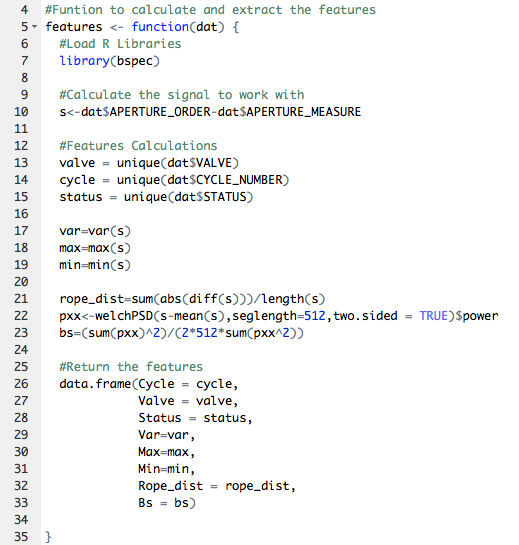 4 #Funtion to calculate and extract the features
5 features <- function(dat) {
6   #Load R Libraries
7   library(bspec)
8
9   #Calculate the signal to work with
10   s<-dat$APERTURE_ORDER-dat$APERTURE_MEASURE
11
12   #Features Calculations
13   valve = unique(dat$VALVE)
14   cycle = unique(dat$CYCLE_NUMBER)
15   status = unique(dat$STATUS)
16
17   var=var(s)
18   max=max(s)
19   min=min(s)
20
21   rope_dist=sum(abs(diff(s)))/length(s)
22   pxx<-welchPSD(s-mean(s),seglength=512,two.sided = TRUE)$power
23   bs=(sum(pxx)^2)/(2*512*sum(pxx^2))
24
25   #Return the features
26   data.frame(Cycle = cycle,
27              Valve = valve,
28              Status = status,
29              Var=var,
30              Max=max,
31              Min=min,
32              Rope_dist = rope_dist,
33              Bs = bs)
34
35 }